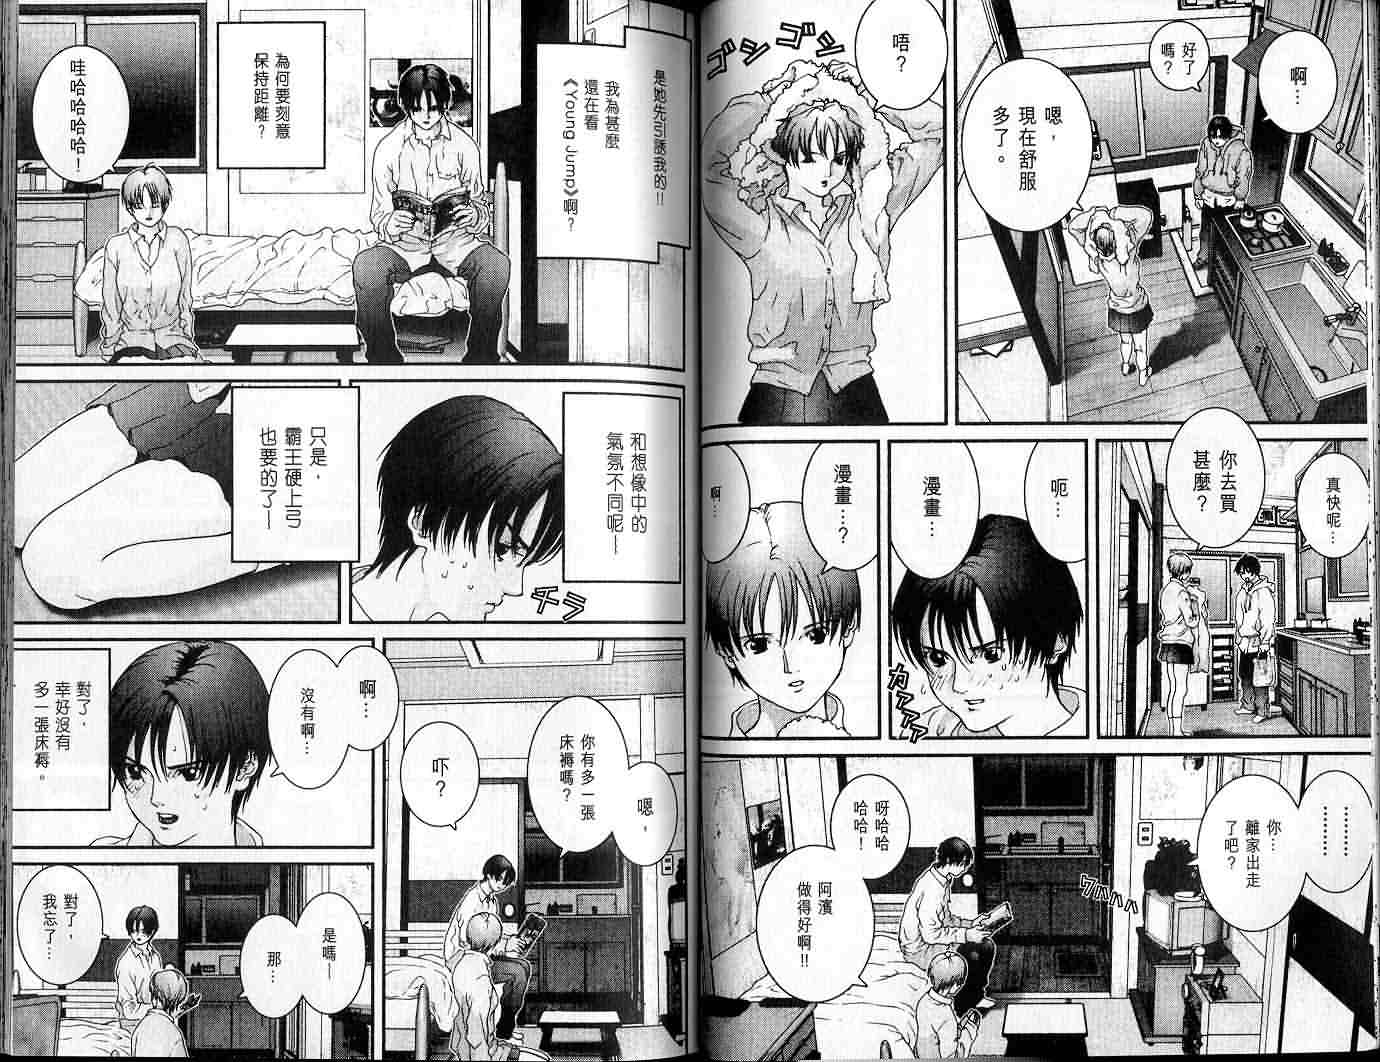 啊…
好了
嗎？
嗯，
現在舒服
多了。
唔？
ゴシゴシ
真快呢…
你去買
甚麼？
呃…
漫畫…
カァァァァ
漫畫…？
啊…
………
你…
離家出走
了吧？
ワハハハ
呀哈哈
哈哈！
阿濱
做得好啊!!
是她先引誘我的!!
我為甚麼
還在看
《Young Jump》啊？
為何要刻意
保持距離？
哇哈哈哈哈！
和想像中的
氣氛不同呢─
チラ
只是，
霸王硬上弓
也要的了─
嗯，
你有多一張
床褥嗎？
吓？
啊…
沒有啊…
對了，
幸好沒有
多一張床褥。
是嗎─
那…
對了，
我忘了…